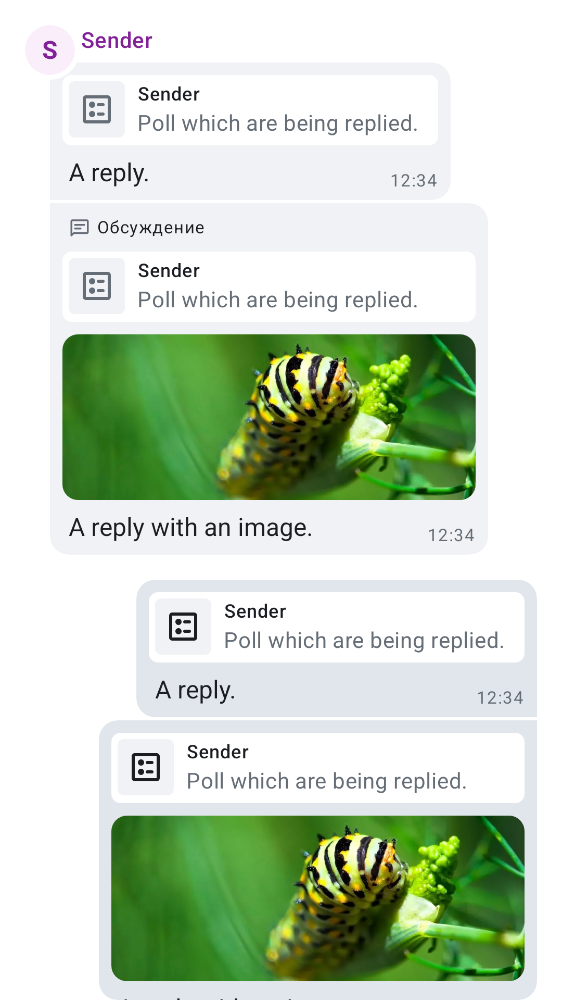 S
Sender
Sender
Poll which are being replied.
A reply.
12:34
Обсуждение
Sender
Poll which are being replied.
A reply with an image.
12:34
Sender
Poll which are being replied.
A reply.
12:34
Sender
Poll which are being replied.